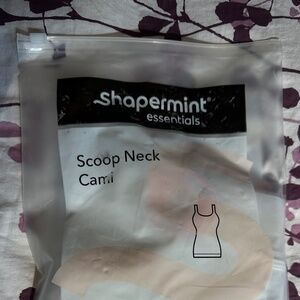 shapermint
essentials
Scoop Neck
Cami